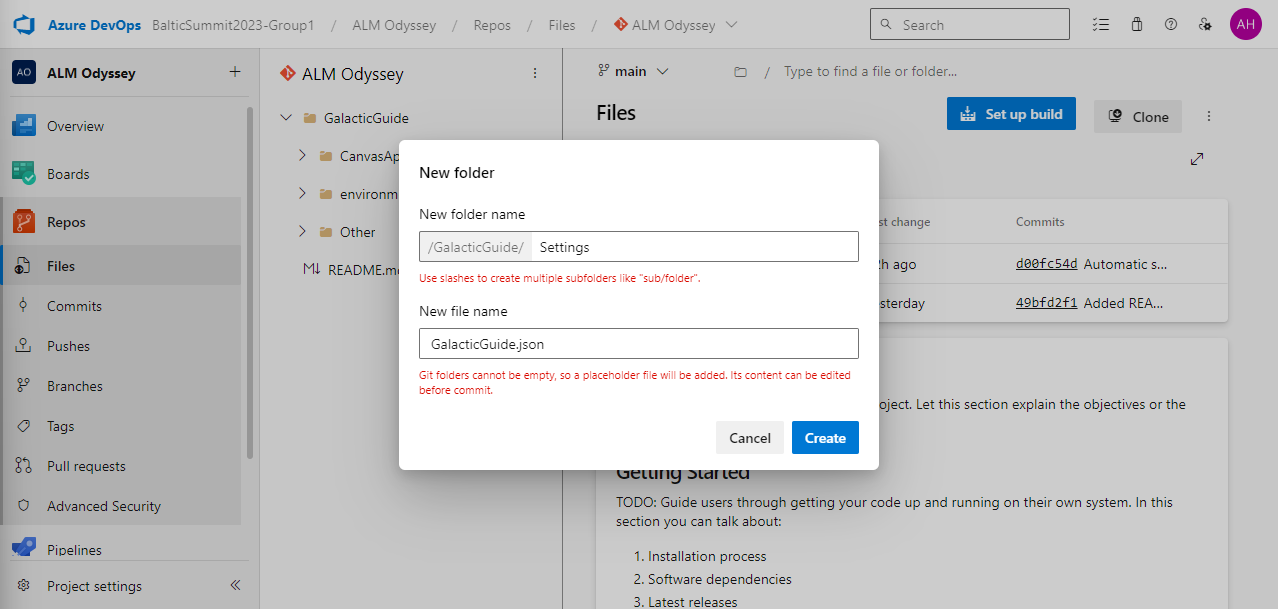 Azure DevOps BalticSummit2023-Group1 / ALM Odyssey / Repos / Files / ALM Odyssey
Search
AH
AO ALM Odyssey +
Overview
Boards
Repos
Files
Commits
Pushes
Branches
Tags
Pull requests
Advanced Security
Pipelines
Project settings
ALM Odyssey
GalacticGuide
CanvasAp
environm
Other
README.m
main
/ Type to find a file or folder...
Files
Set up build
Clone
New folder
New folder name
/GalacticGuide/ Settings
Use slashes to create multiple subfolders like "sub/folder".
New file name
GalacticGuide.json
Git folders cannot be empty, so a placeholder file will be added. Its content can be edited
before commit.
Cancel
Create
st change Commits
h ago d00fc54d Automatic s...
sterday 49bfd2f1 Added REA...
oject. Let this section explain the objectives or the
Getting Started
TODO: Guide users through getting your code up and running on their own system. In this
section you can talk about:
1. Installation process
2. Software dependencies
3. Latest releases